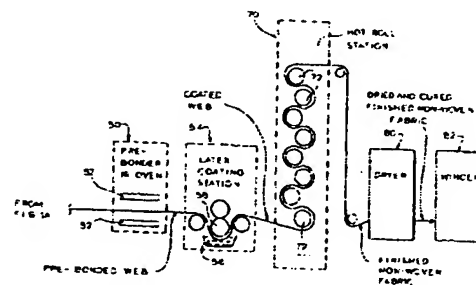 70
HOT ROLL
STATION
72
COATED
WEB
DRIED AND CURED
FINISHED NON-WOVEN
FABRIC
50
PRE-
BONDER
IR OVEN
54
LATEX
COATING
STATION
80
82
52
58
DRYER
WINDER
FROM
52
56
72
PRE-BONDED WEB
FINISHED
NON-WOVEN
FABRIC